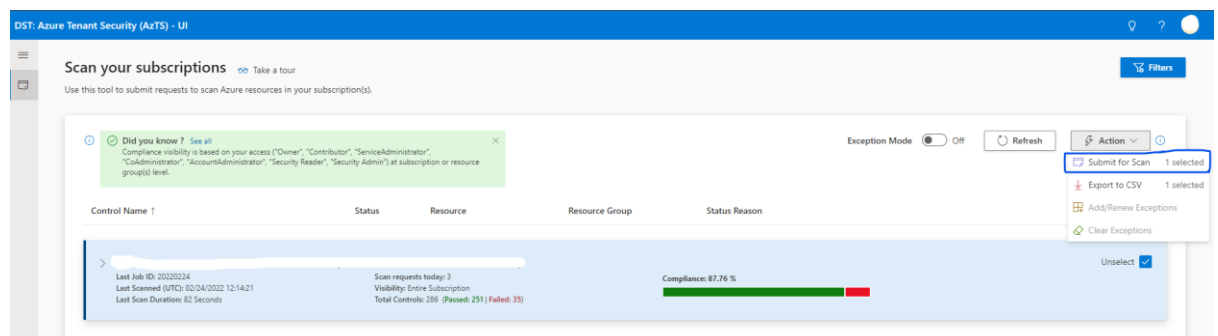 DST: Azure Tenant Security (AzTS) - UI
?
Scan your subscriptions Take a tour
Filters
Use this tool to submit requests to scan Azure resources in your subscription(s).
Did you know ? See all
Compliance visibility is based on your access ("Owner", "Contributor", "ServiceAdministrator",
"CoAdministrator", "AccountAdministrator", "Security Reader", "Security Admin") at subscription or resource
group(s) level.
Exception Mode Off Refresh Action
Submit for Scan 1 selected
Export to CSV 1 selected
Add/Renew Exceptions
Clear Exceptions
Control Name ↑ Status Resource Resource Group Status Reason
Unselect
Last Job ID: 20220224 Scan requests today: 3 Compliance: 87.76 %
Last Scanned (UTC): 02/24/2022 12:14:21 Visibility: Entire Subscription
Last Scan Duration: 82 Seconds Total Controls: 286 (Passed: 251 | Failed: 35)